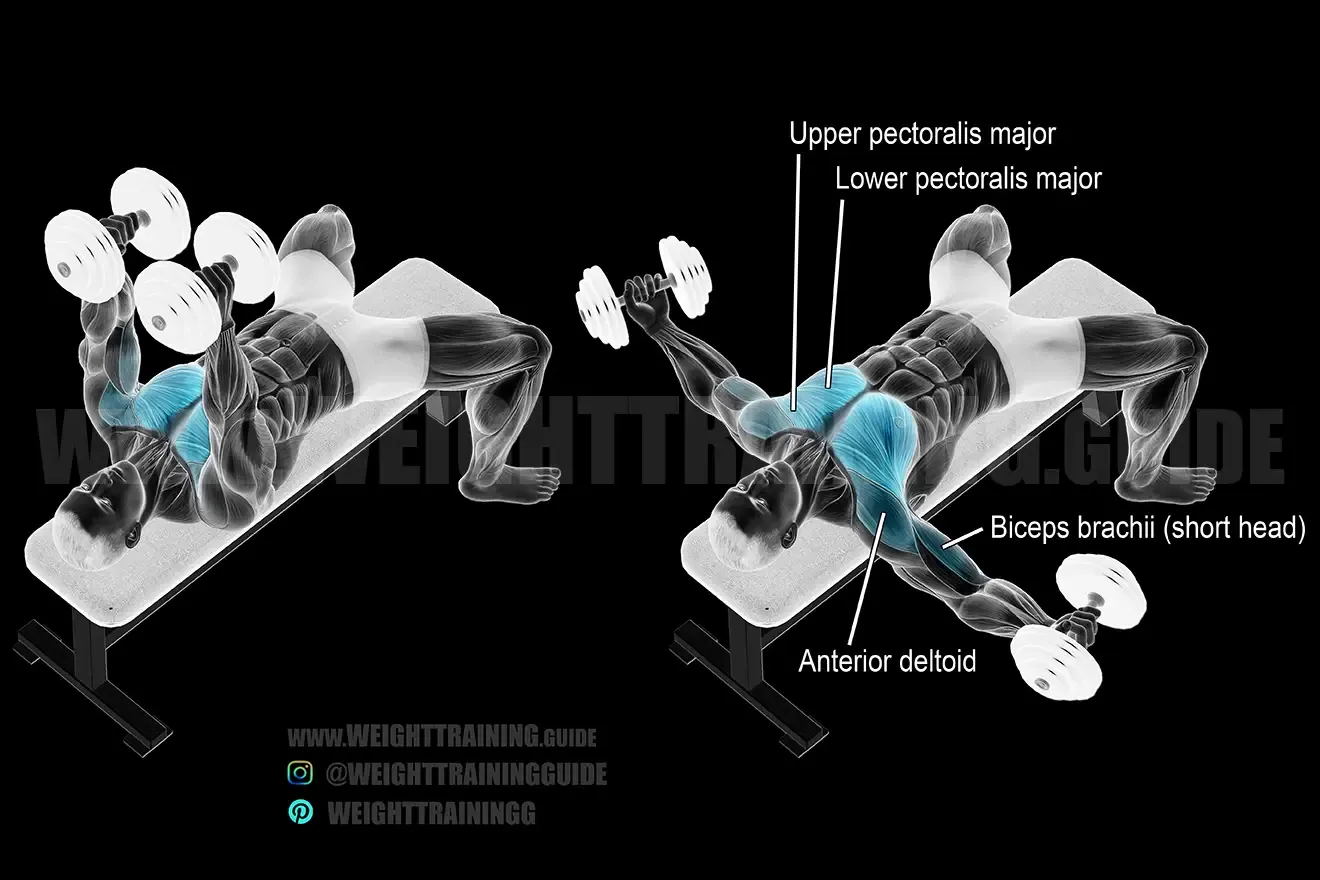 Upper pectoralis major
Lower pectoralis major
WWW.WEIGHTTRAINING.GUIDE
Biceps brachii (short head)
Anterior deltoid
www.WEIGHTTRAINING.GUIDE
@WEIGHTTRAININGGUIDE
WEIGHTTRAININGG